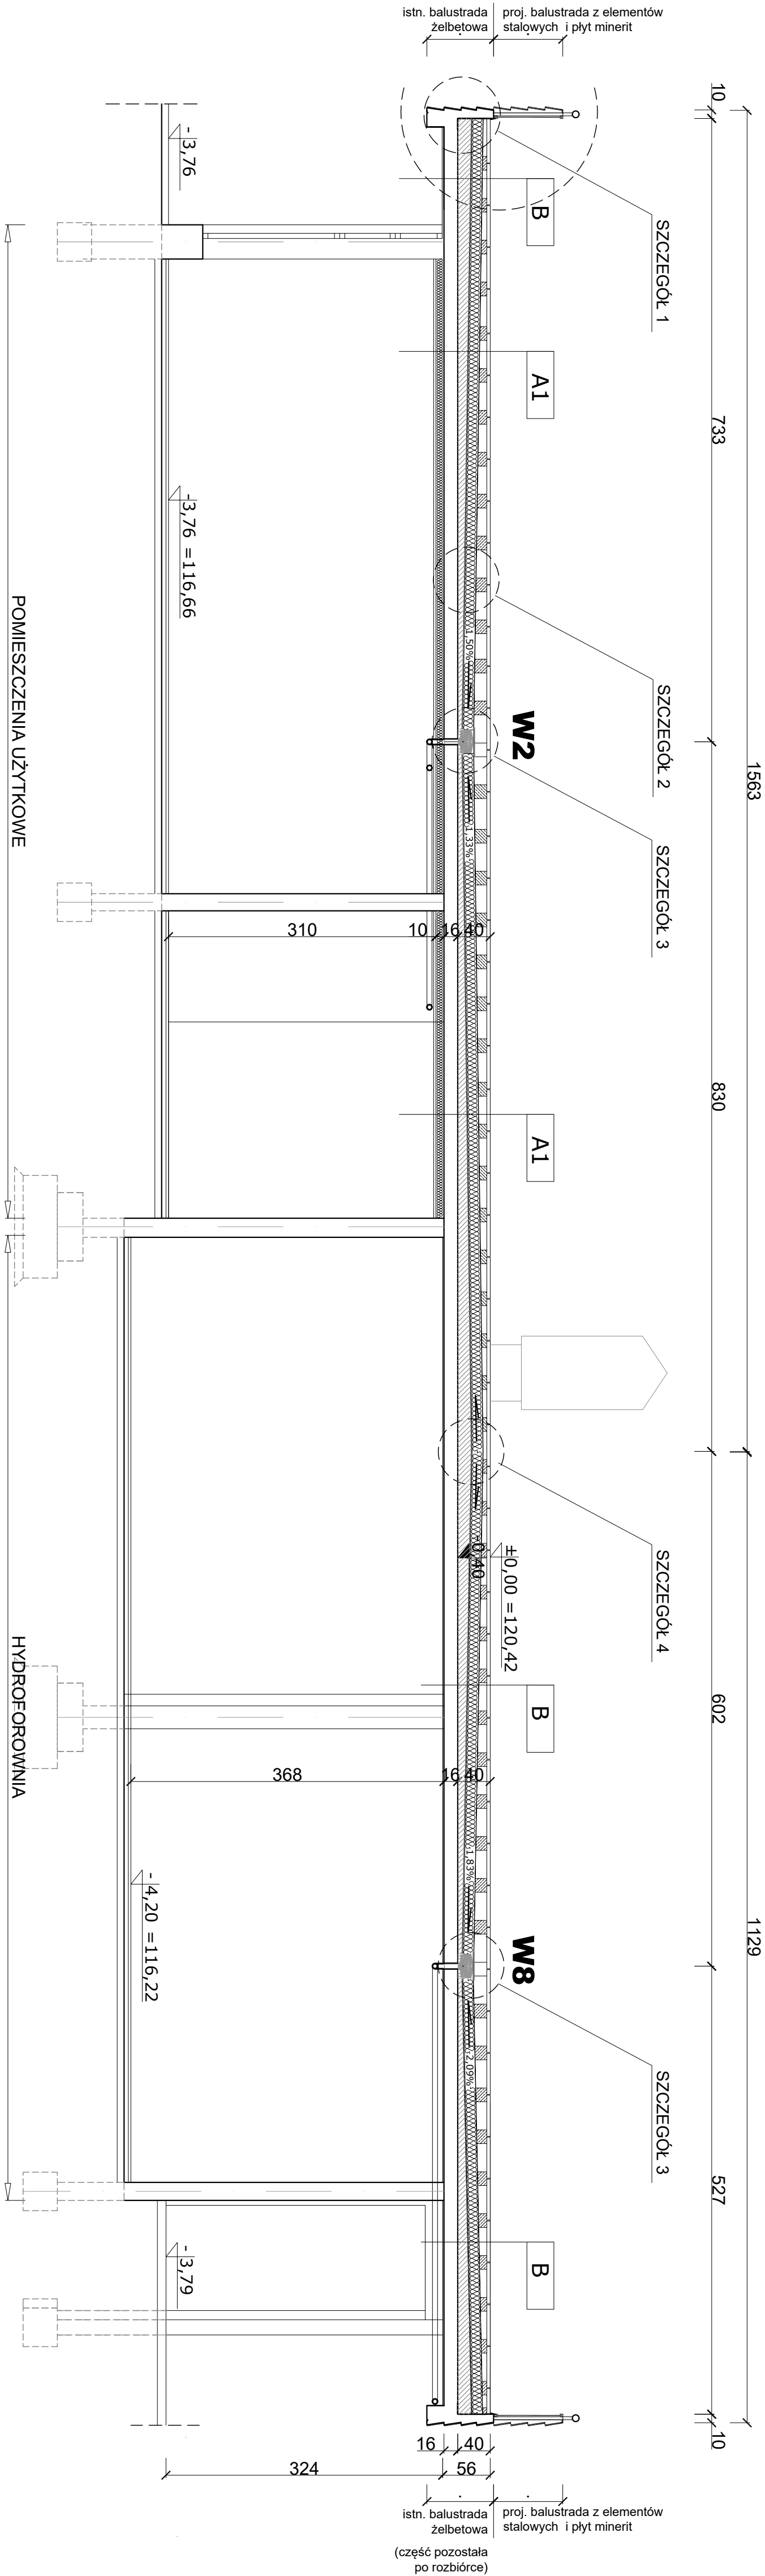 istn. balustrada
żelbetowa
proj. balustrada z elementów
stalowych i płyt minerit
10
- 3,76
B
SZCZEGÓŁ 1
A1
733
-3,76 =116,66
1,50%
SZCZEGÓŁ 2
W2
1563
POMIESZCZENIA UŻYTKOWE
1,33%
SZCZEGÓŁ 3
310
10
16
40
830
A1
-0,40
±0,00 =120,42
SZCZEGÓŁ 4
HYDROFOROWNIA
B
602
368
16
40
1,83%
- 4,20 =116,22
W8
1129
2,09%
SZCZEGÓŁ 3
527
- 3,79
B
10
16
40
324
56
istn. balustrada
żelbetowa
(część pozostała
po rozbiórce)
proj. balustrada z elementów
stalowych i płyt minerit